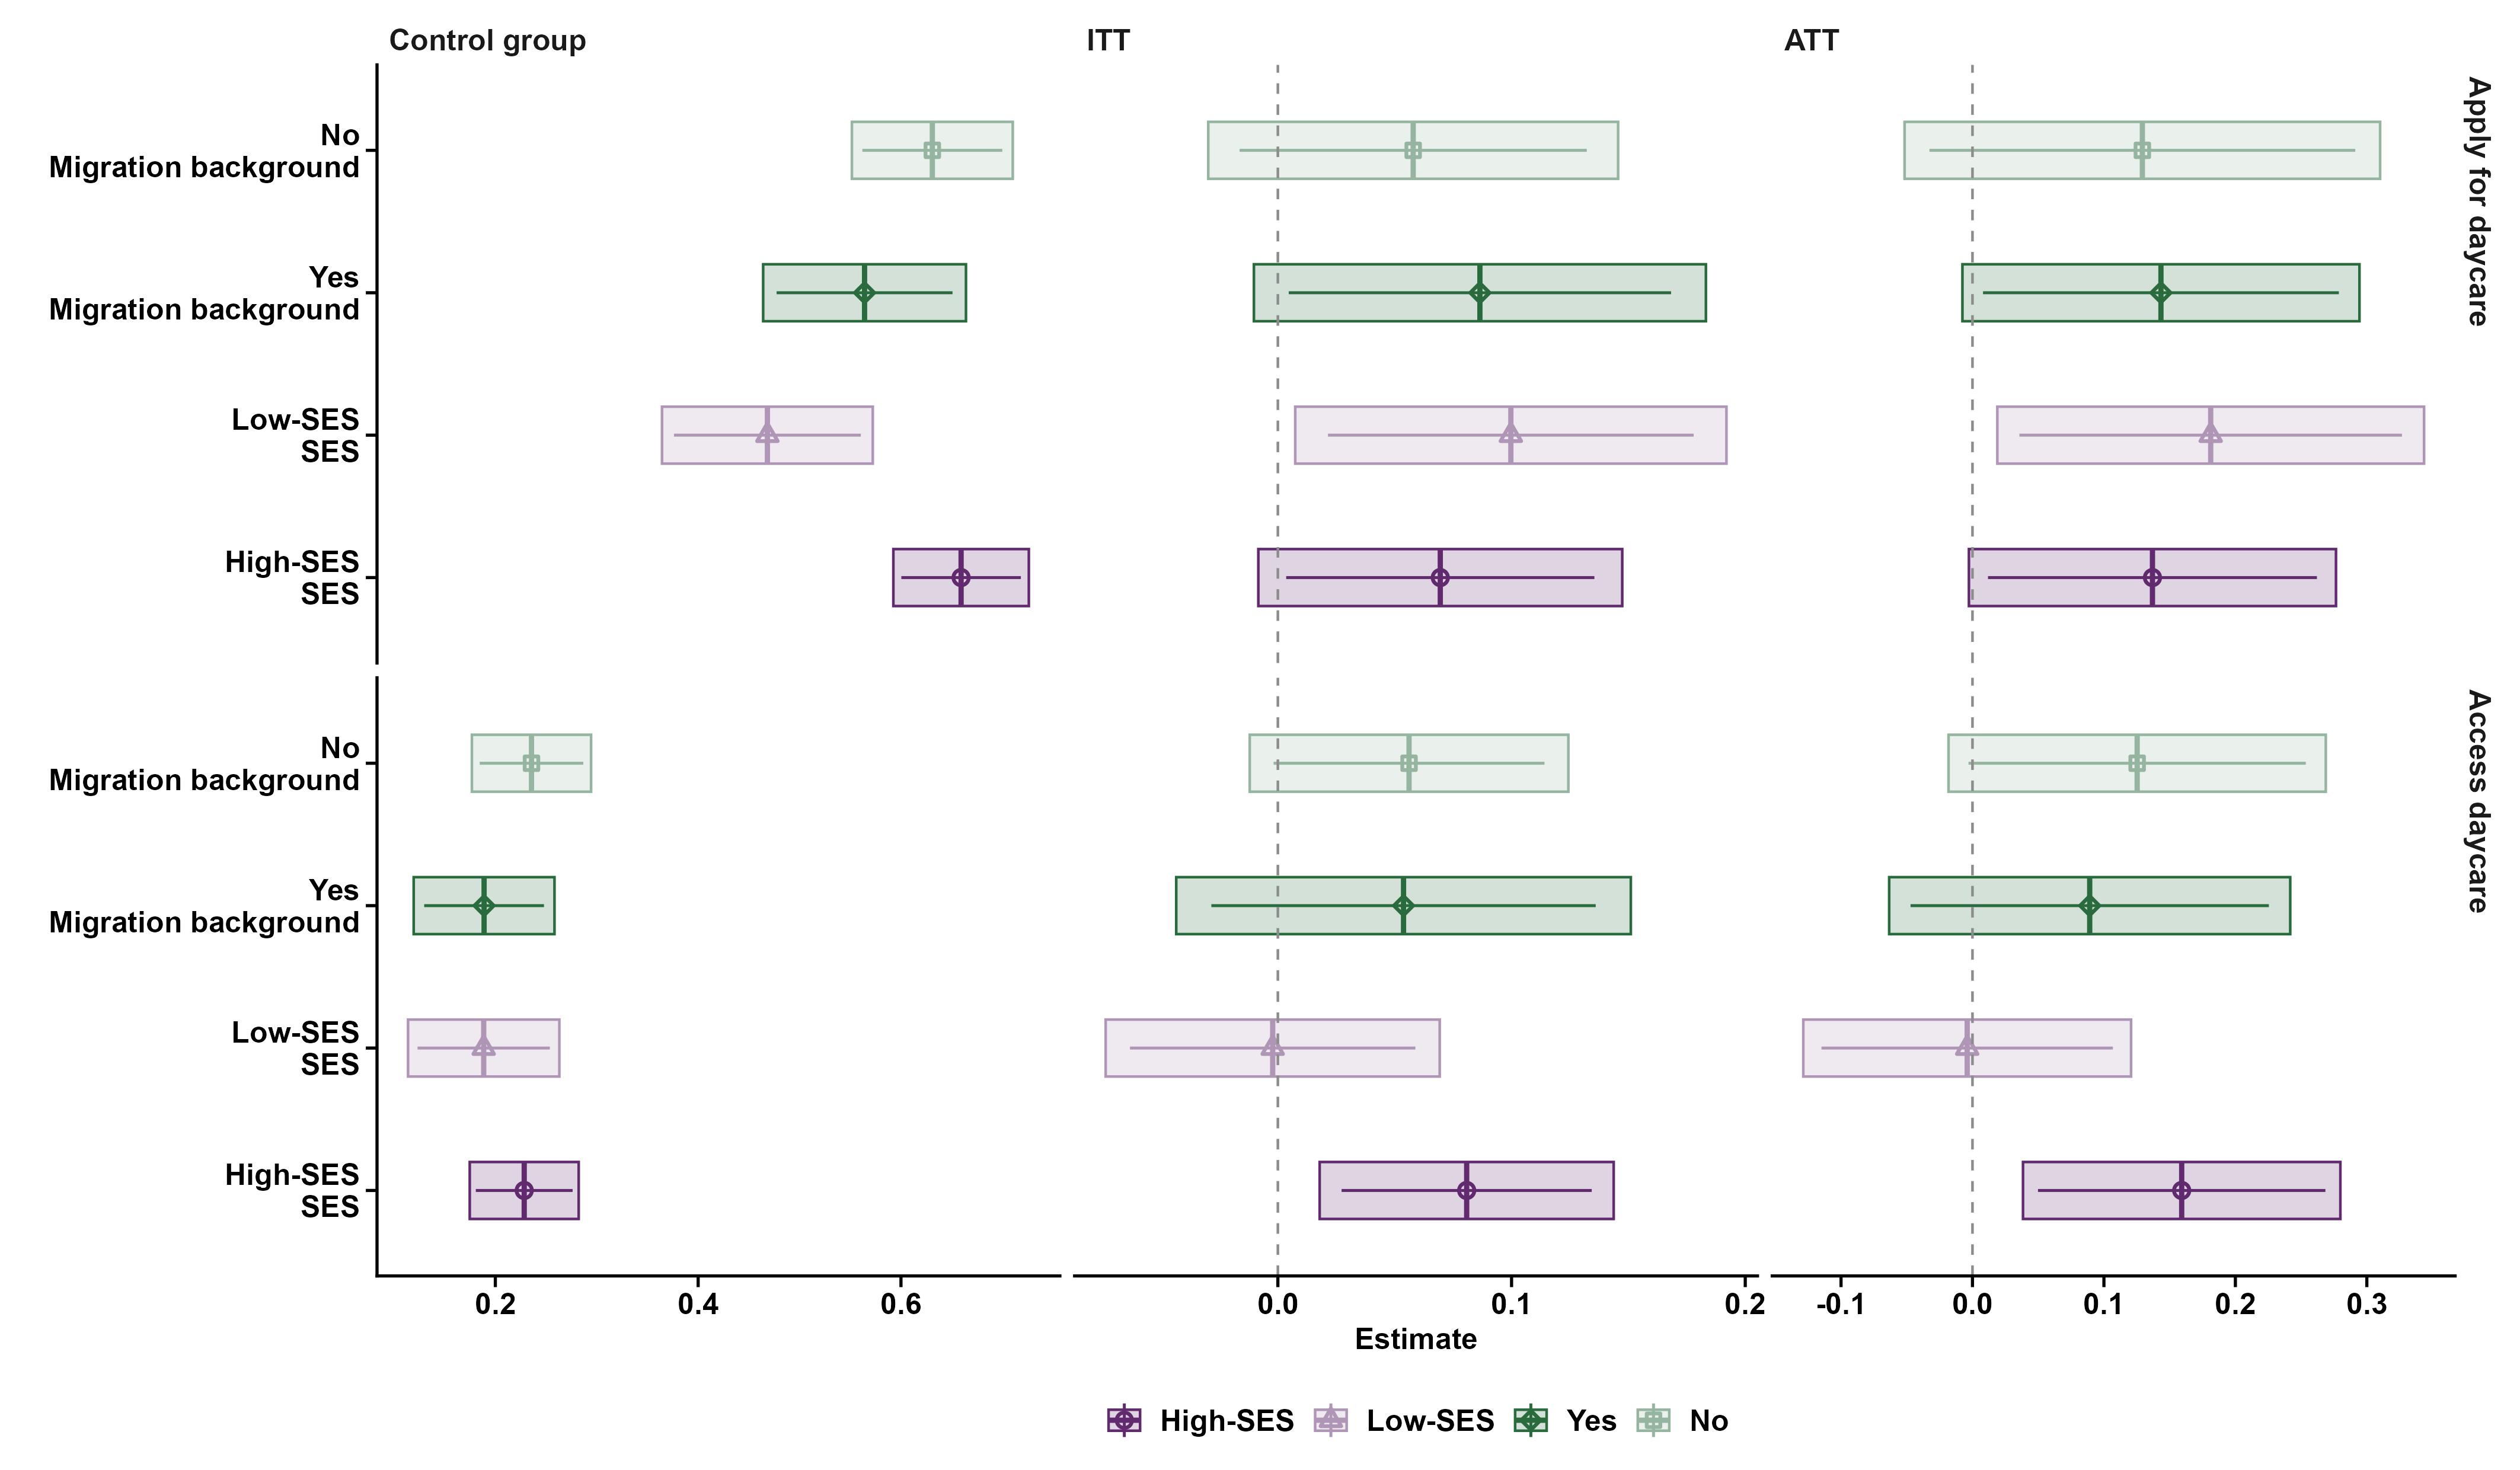 Control group
ITT
ATT
Apply for daycare
No
Migration background
Yes
Migration background
Low-SES
SES
High-SES
SES
Access daycare
No
Migration background
Yes
Migration background
Low-SES
SES
High-SES
SES
0.2 0.4 0.6
0.0 0.1 0.2
-0.1 0.0 0.1 0.2 0.3
Estimate
High-SES Low-SES Yes No